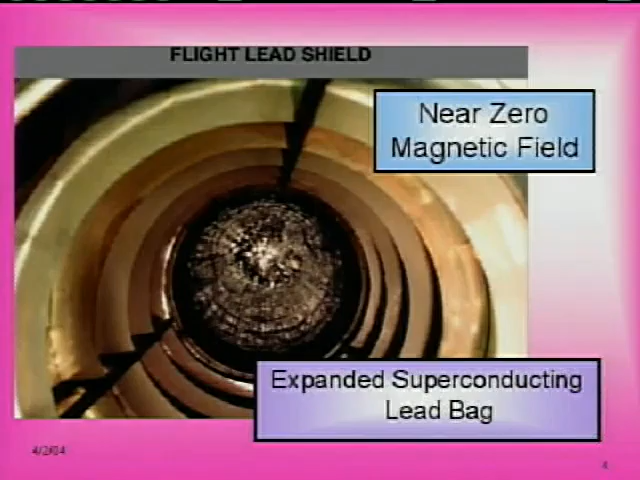 FLIGHT LEAD SHIELD
Near Zero
Magnetic Field
Expanded Superconducting
Lead Bag
4/2/04
4